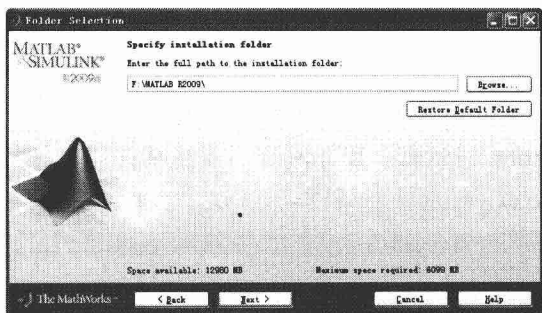 Folder Selection
MATLAB®
SIMULINK®
R2009a
Specify installation folder
Enter the full path to the installation folder:
F:\MATLAB R2009\
Browse...
Restore Default Folder
Space available: 12980 MB
Maximum space required: 6099 MB
The MathWorks
< Back
Next >
Cancel
Help